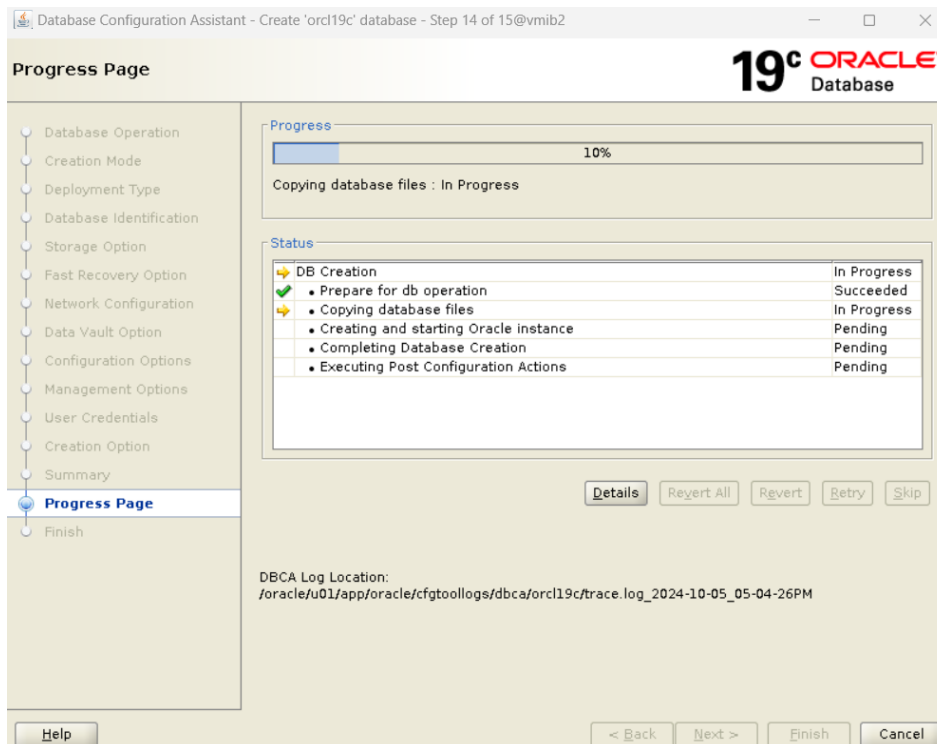 Database Configuration Assistant - Create 'orcl19c' database - Step 14 of 15@vmib2
Progress Page
19c ORACLE
Database
Database Operation
Creation Mode
Deployment Type
Database Identification
Storage Option
Fast Recovery Option
Network Configuration
Data Vault Option
Configuration Options
Management Options
User Credentials
Creation Option
Summary
Progress Page
Finish
Progress
10%
Copying database files : In Progress
Status
DB Creation In Progress
• Prepare for db operation Succeeded
• Copying database files In Progress
• Creating and starting Oracle instance Pending
• Completing Database Creation Pending
• Executing Post Configuration Actions Pending
Details Revert All Revert Retry Skip
DBCA Log Location:
/oracle/u01/app/oracle/cfgtoollogs/dbca/orcl19c/trace.log_2024-10-05_05-04-26PM
Help < Back Next > Finish Cancel